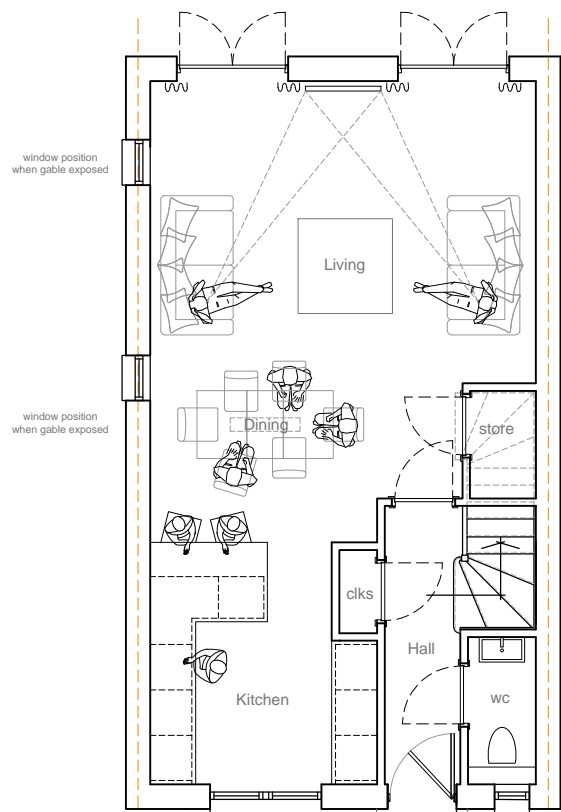 window position
when gable exposed
Living
window position
when gable exposed
Dining
store
clks
Hall
Kitchen
wc